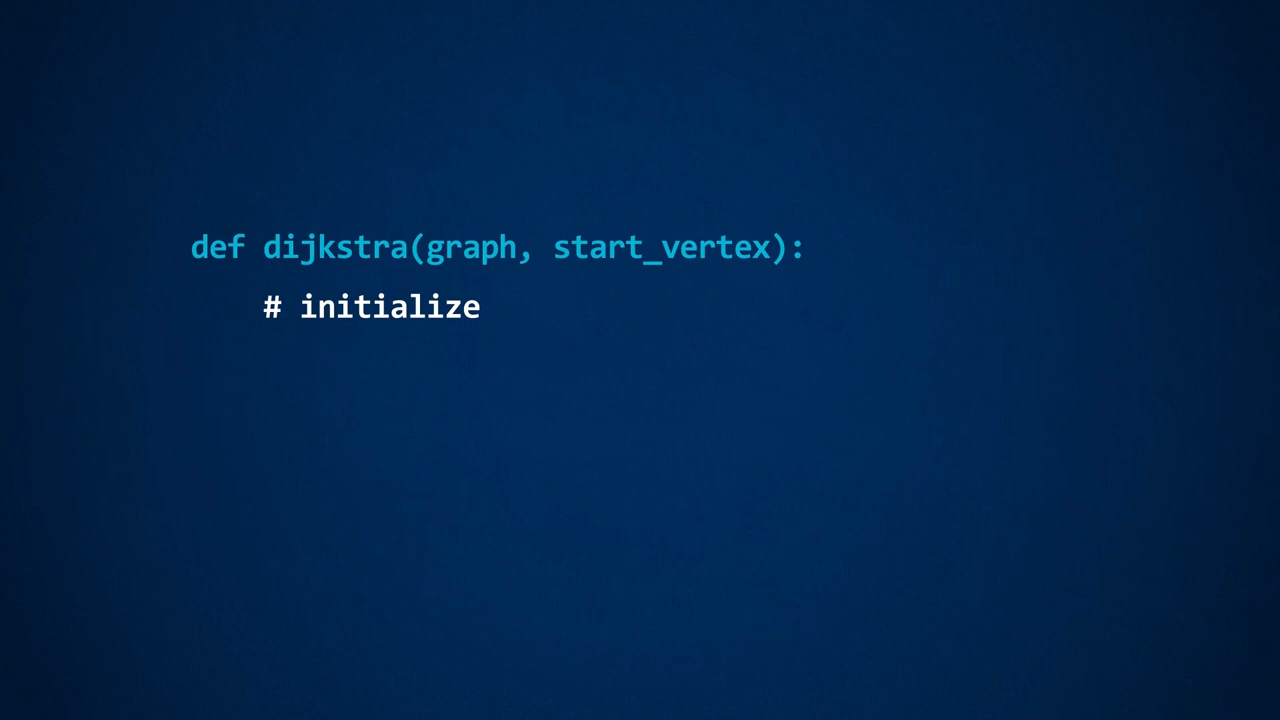 def dijkstra(graph, start_vertex):
    # initialize